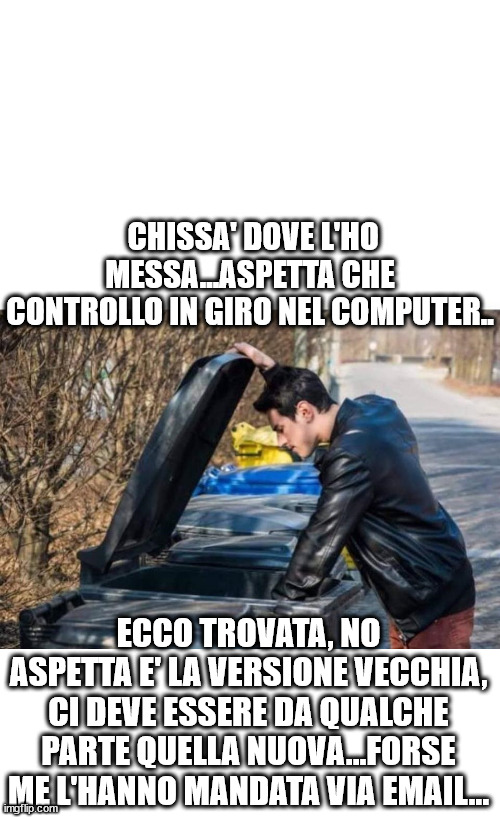 CHISSA' DOVE L'HO
MESSA...ASPETTA CHE
CONTROLLO IN GIRO NEL COMPUTER..
ECCO TROVATA, NO
ASPETTA E' LA VERSIONE VECCHIA,
CI DEVE ESSERE DA QUALCHE
PARTE QUELLA NUOVA...FORSE
ME L'HANNO MANDATA VIA EMAIL...
imgflip.com